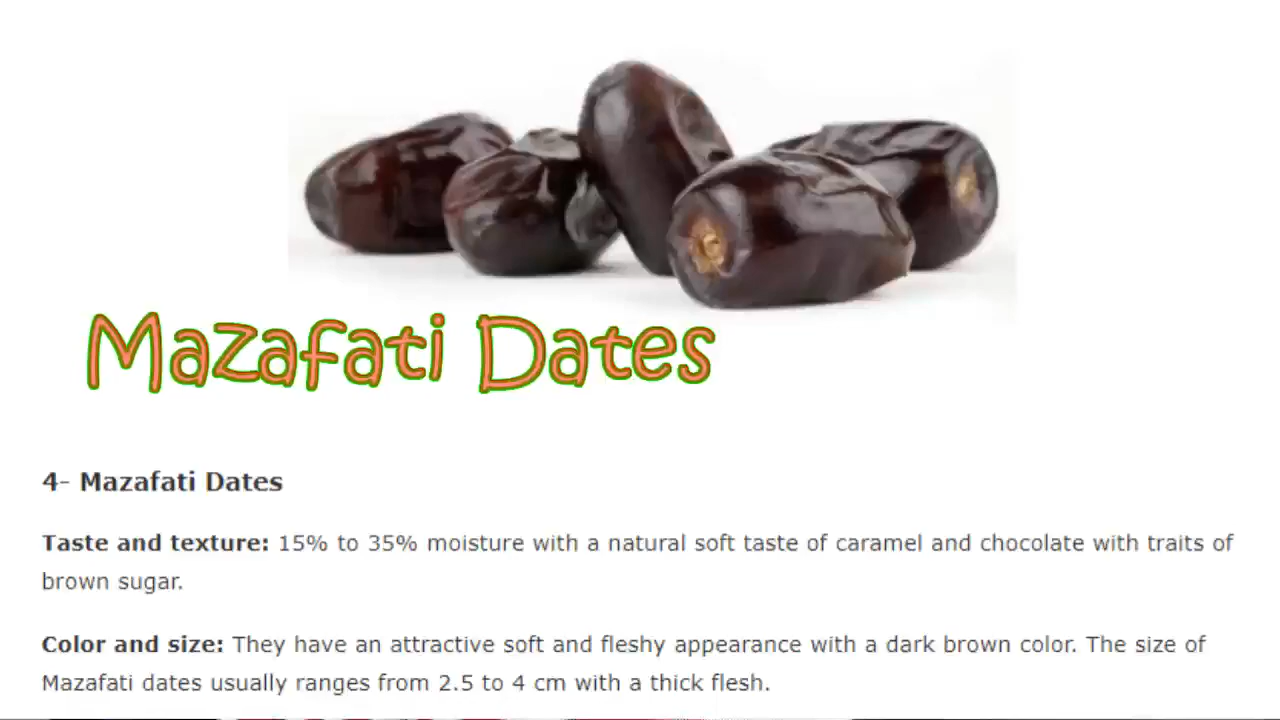 Mazafati Dates
4- Mazafati Dates
Taste and texture: 15% to 35% moisture with a natural soft taste of caramel and chocolate with traits of
brown sugar.
Color and size: They have an attractive soft and fleshy appearance with a dark brown color. The size of
Mazafati dates usually ranges from 2.5 to 4 cm with a thick flesh.